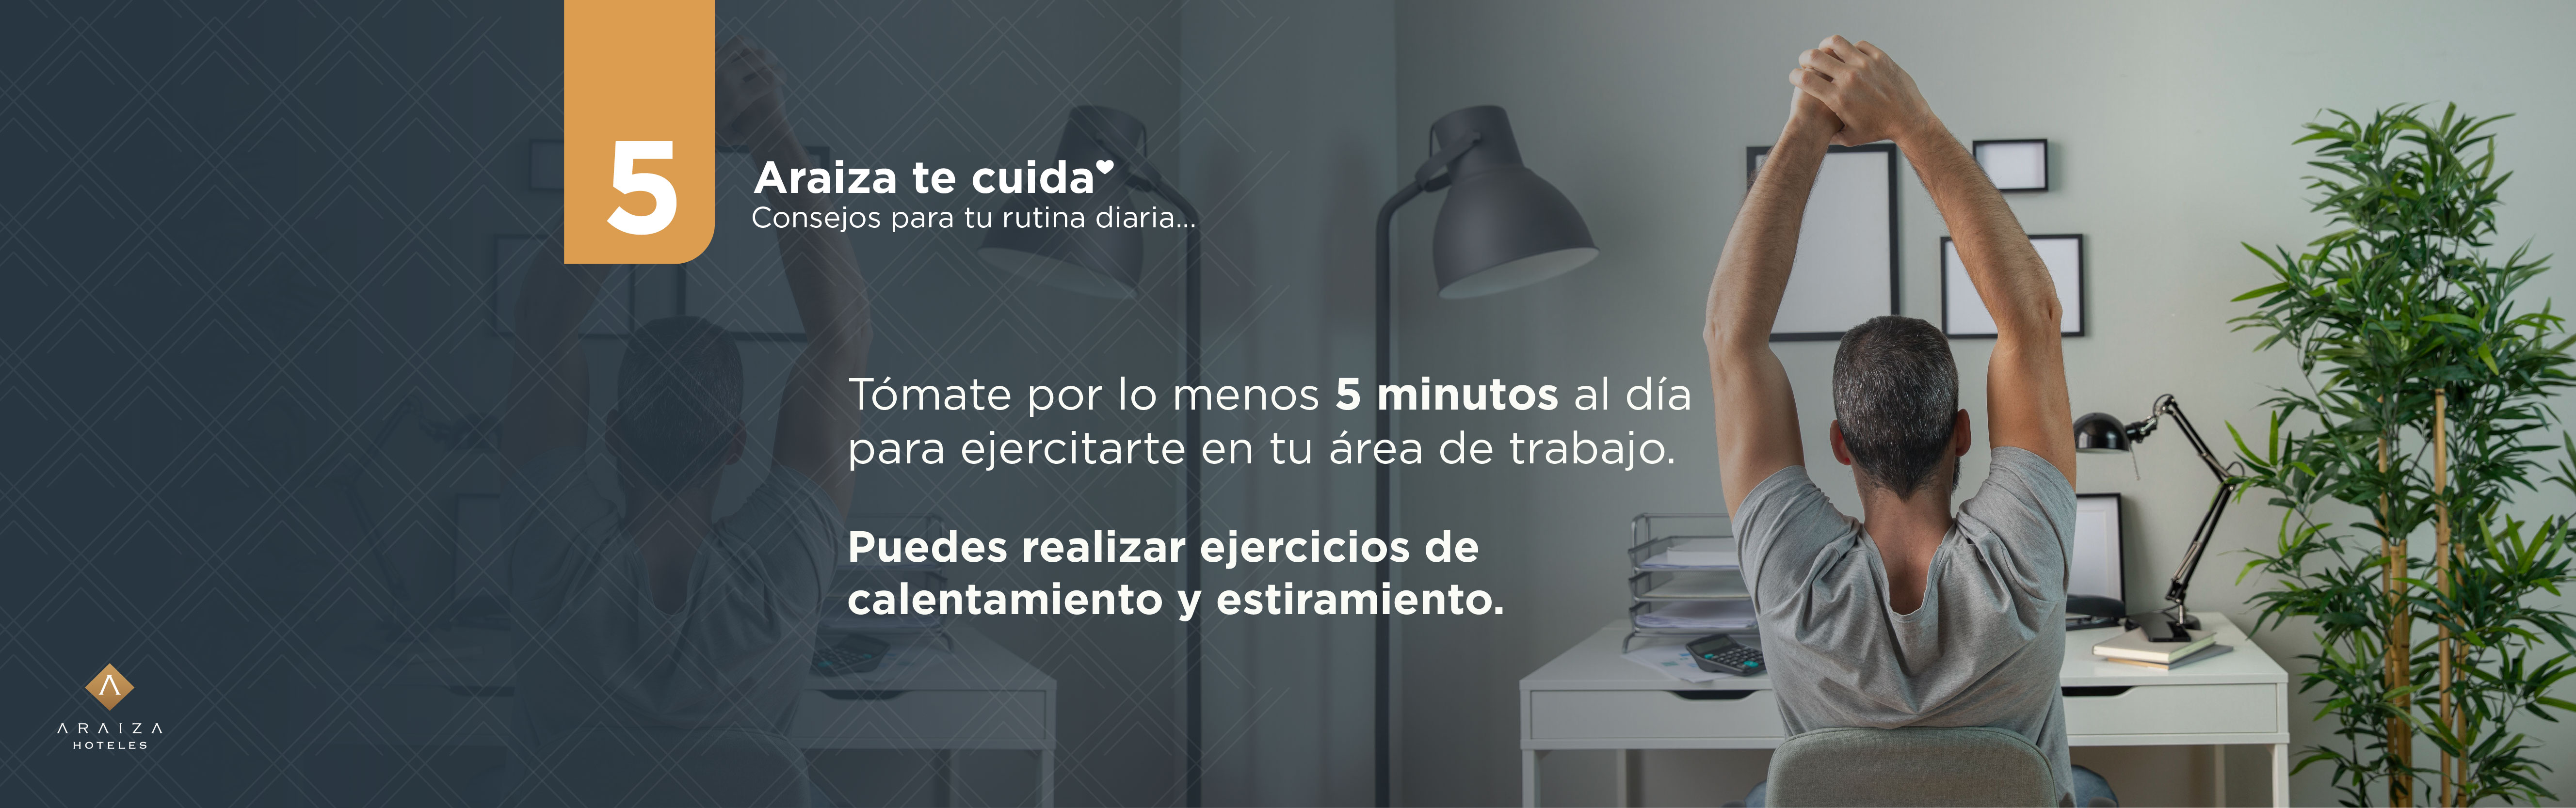 5
Araiza te cuida
Consejos para tu rutina diaria...
Tómate por lo menos 5 minutos al día
para ejercitarte en tu área de trabajo.
Puedes realizar ejercicios de
calentamiento y estiramiento.
ARAIZA
HOTELES